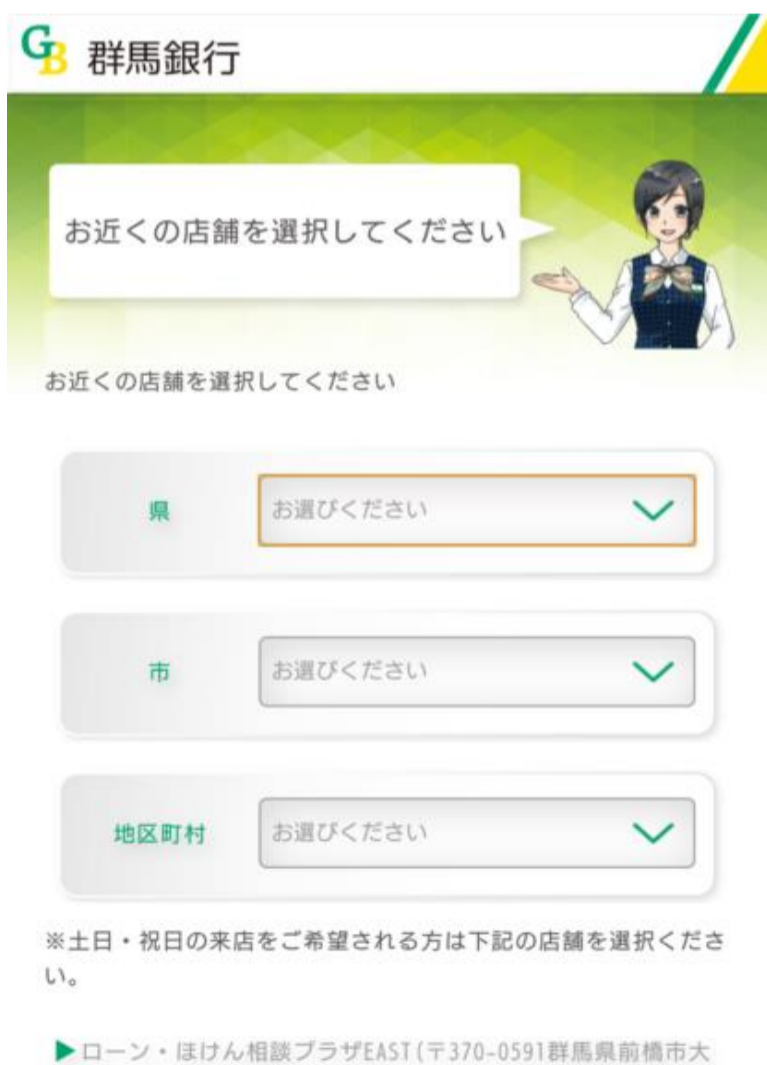 GB 群馬銀行
お近くの店舗を選択してください
お近くの店舗を選択してください
県 お選びください
市 お選びください
地区町村 お選びください
※土日・祝日の来店をご希望される方は下記の店舗を選択くださ
い。
▶ローン・ほけん相談プラザEAST(〒370-0591群馬県前橋市大